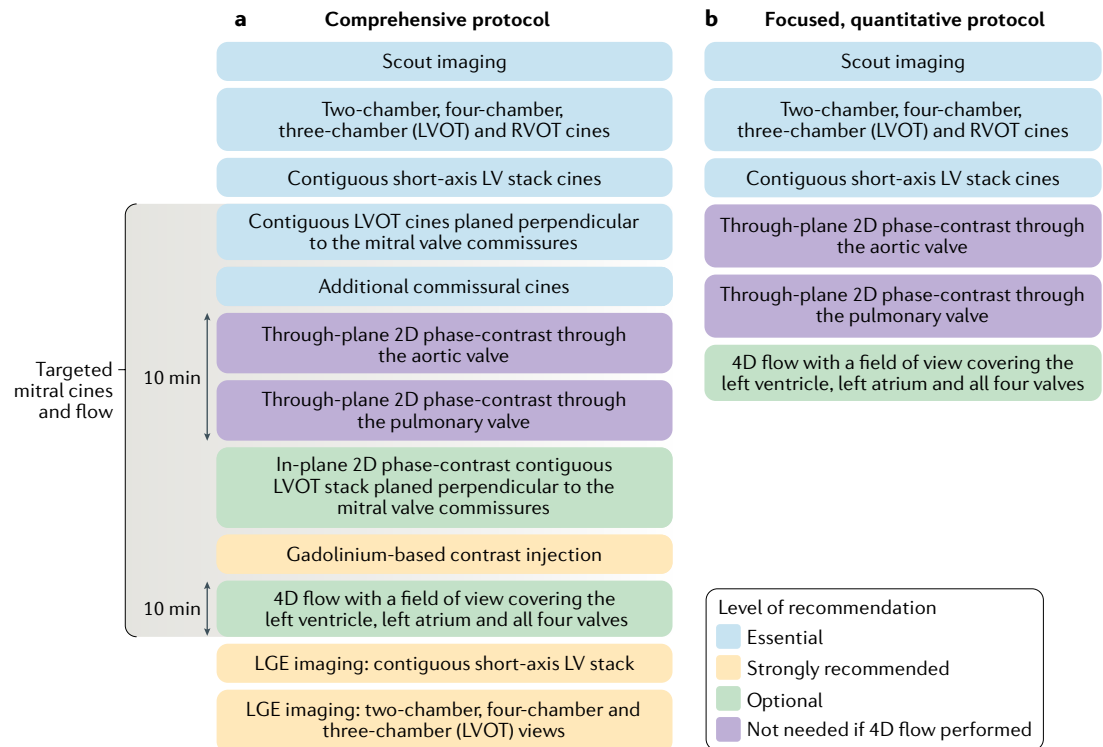 a Comprehensive protocol
Scout imaging
Two-chamber, four-chamber,
three-chamber (LVOT) and RVOT cines
Contiguous short-axis LV stack cines
Contiguous LVOT cines planed perpendicular
to the mitral valve commissures
Additional commissural cines
Through-plane 2D phase-contrast through
the aortic valve
Through-plane 2D phase-contrast through
the pulmonary valve
In-plane 2D phase-contrast contiguous
LVOT stack planed perpendicular to the
mitral valve commissures
Gadolinium-based contrast injection
4D flow with a field of view covering the
left ventricle, left atrium and all four valves
LGE imaging: contiguous short-axis LV stack
LGE imaging: two-chamber, four-chamber and
three-chamber (LVOT) views
Targeted
mitral cines
and flow
10 min
10 min
b Focused, quantitative protocol
Scout imaging
Two-chamber, four-chamber,
three-chamber (LVOT) and RVOT cines
Contiguous short-axis LV stack cines
Through-plane 2D phase-contrast through
the aortic valve
Through-plane 2D phase-contrast through
the pulmonary valve
4D flow with a field of view covering the
left ventricle, left atrium and all four valves
Level of recommendation
Essential
Strongly recommended
Optional
Not needed if 4D flow performed